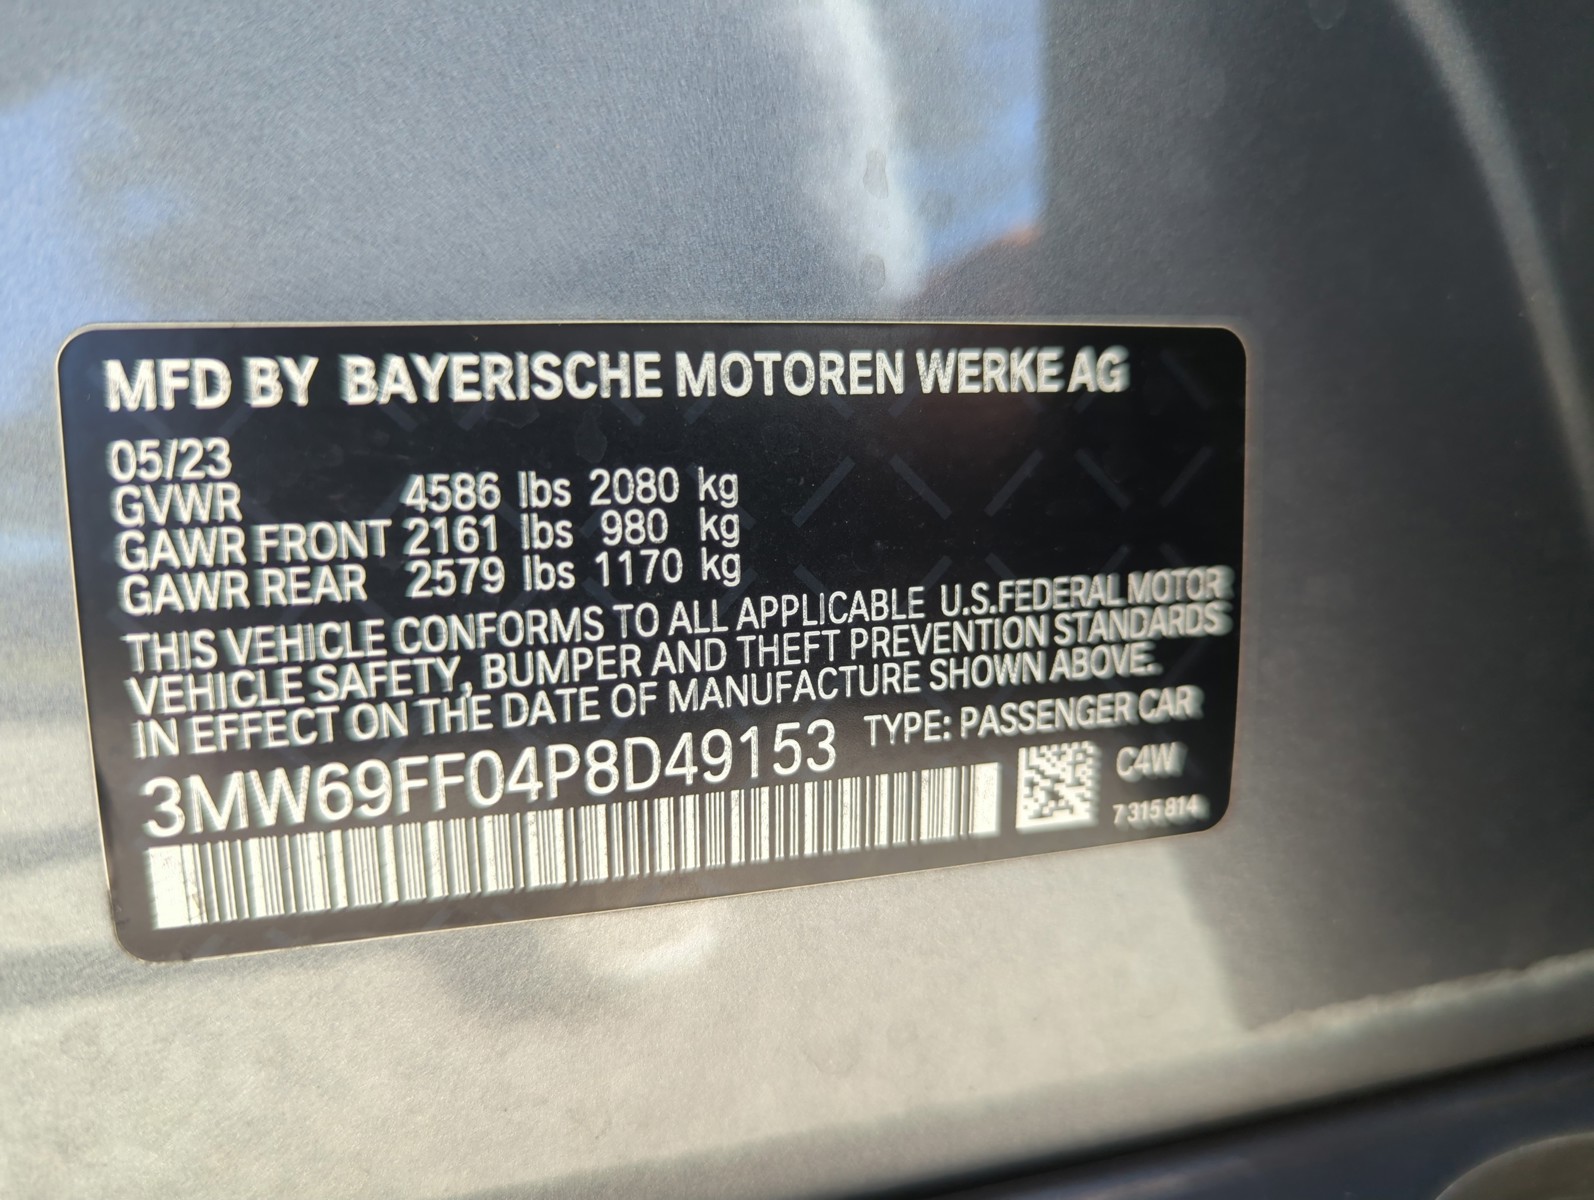 MFD BY BAYERISCHE MOTOREN WERKE AG
05/23
GVWR 4586 lbs 2080 kg
GAWR FRONT 2161 lbs 980 kg
GAWR REAR 2579 lbs 1170 kg
THIS VEHICLE CONFORMS TO ALL APPLICABLE U.S.FEDERAL MOTOR
VEHICLE SAFETY, BUMPER AND THEFT PREVENTION STANDARDS
IN EFFECT ON THE DATE OF MANUFACTURE SHOWN ABOVE.
3MW69FF04P8D49153 TYPE: PASSENGER CAR
C4W
7 315 814